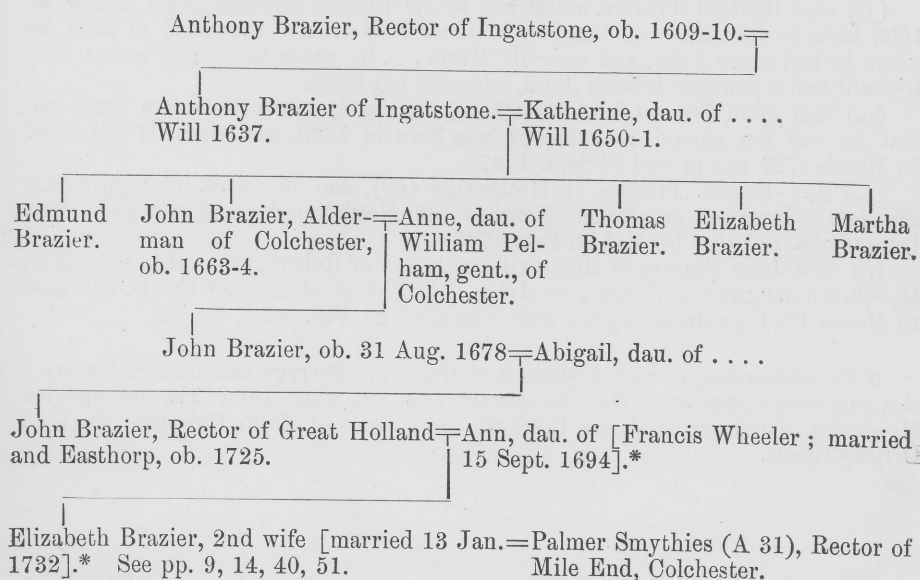 Anthony Brazier, Rector of Ingatstone, ob. 1609-10.=
Anthony Brazier of Ingatstone.=Katherine, dau. of ....
Will 1637. Will 1650-1.
Edmund
Brazier.
John Brazier, Alder-=Anne, dau. of
man of Colchester, William Pel-
ob. 1663-4. ham, gent., of
Colchester.
Thomas
Brazier.
Elizabeth
Brazier.
Martha
Brazier.
John Brazier, ob. 31 Aug. 1678=Abigail, dau. of ....
John Brazier, Rector of Great Holland=Ann, dau. of [Francis Wheeler ; married
and Easthorp, ob. 1725. 15 Sept. 1694].*
Elizabeth Brazier, 2nd wife [married 13 Jan.=Palmer Smythies (A 31), Rector of
1732].* See pp. 9, 14, 40, 51. Mile End, Colchester.